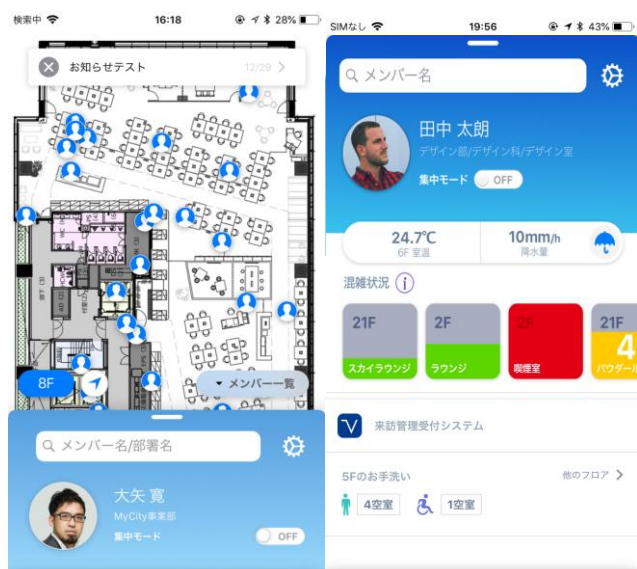 検索中
16:18
28%
お知らせテスト
12/29
8F
メンバー一覧
メンバー名/部署名
大矢 寛
MyCity事業部
集中モード
OFF
SIMなし
19:56
43%
メンバー名
田中 太朗
デザイン部/デザイン科/デザイン室
集中モード
OFF
24.7℃
6F 室温
10mm/h
降水量
混雑状況 i
21F
スカイラウンジ
2F
ラウンジ
2F
喫煙室
21F
4
パウダール
来訪管理受付システム
5Fのお手洗い
他のフロア
4空室
1空室